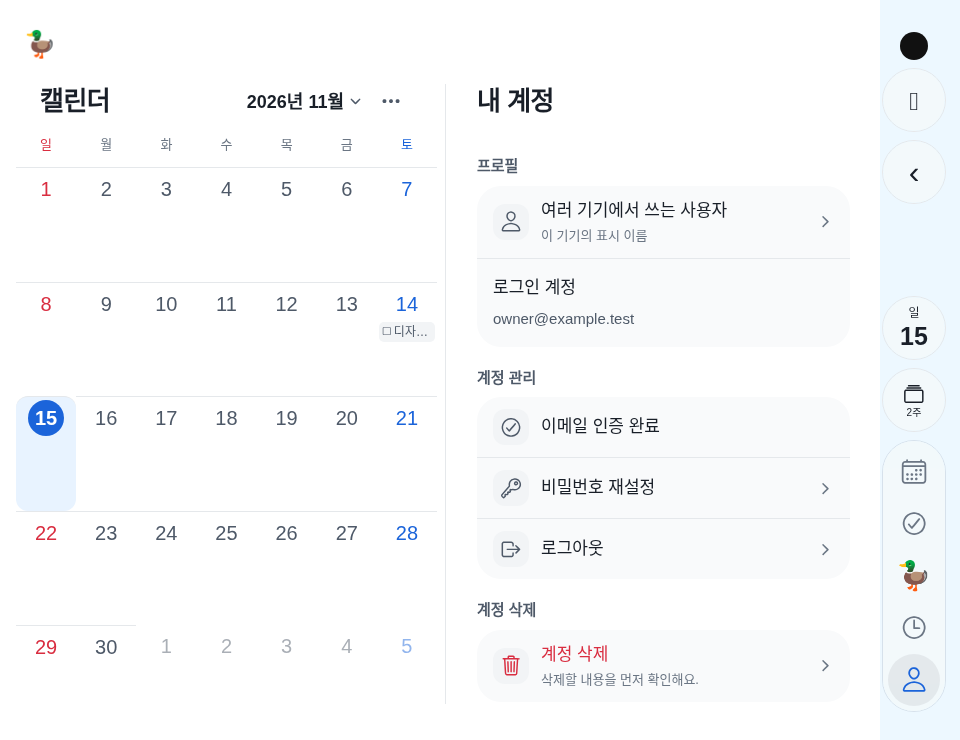 캘린더
2026년 11월
일 월 화 수 목 금 토
1 2 3 4 5 6 7
8 9 10 11 12 13 14
디자…
15 16 17 18 19 20 21
22 23 24 25 26 27 28
29 30 1 2 3 4 5
내 계정
프로필
여러 기기에서 쓰는 사용자
이 기기의 표시 이름
로그인 계정
owner@example.test
계정 관리
이메일 인증 완료
비밀번호 재설정
로그아웃
계정 삭제
계정 삭제
삭제할 내용을 먼저 확인해요.
일
15
2주